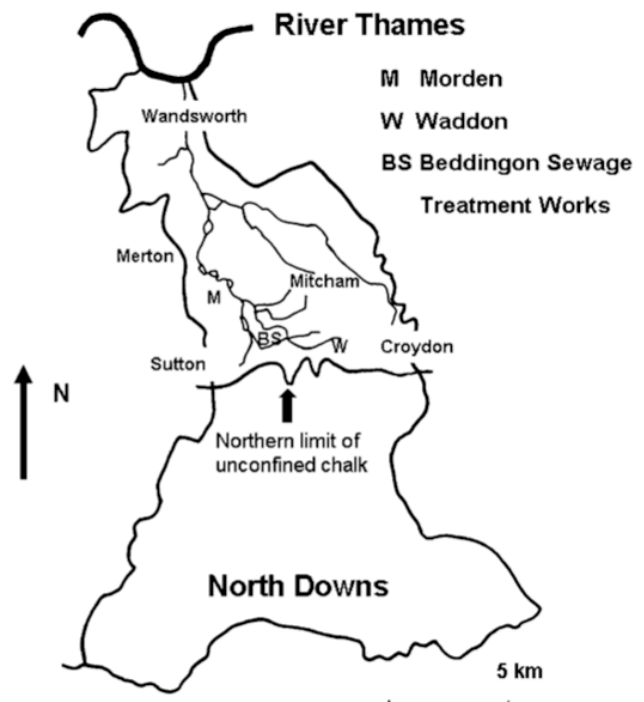 River Thames
M Morden
Wandsworth
W Waddon
BS Beddingon Sewage
Treatment Works
Merton
Mitcham
M
BS
W
Croydon
Sutton
N
Northern limit of
unconfined chalk
North Downs
5 km